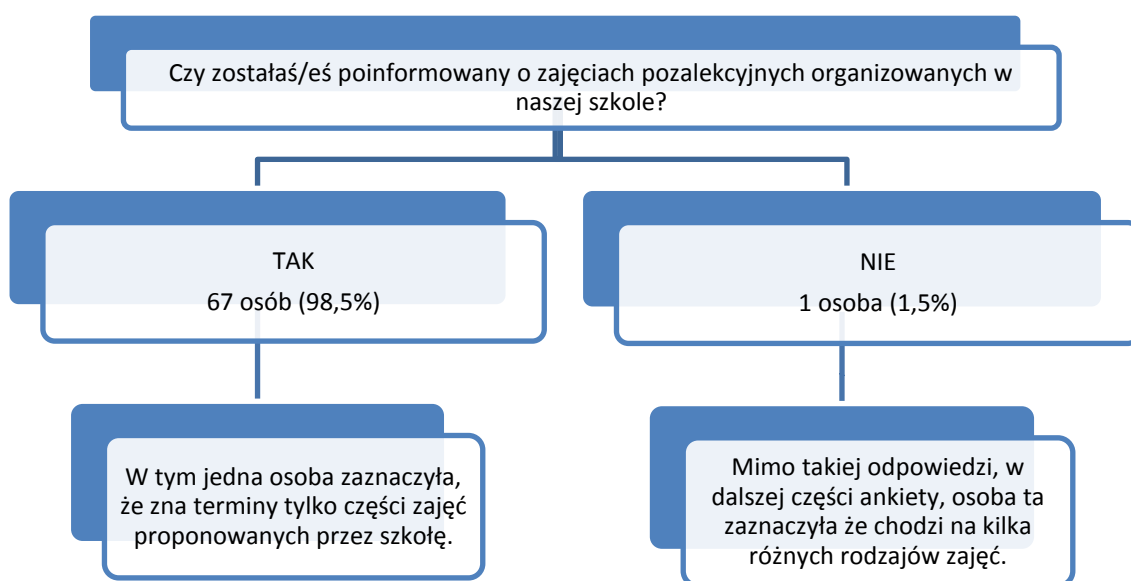 Czy zostałaś/eś poinformowany o zajęciach pozalekcyjnych organizowanych w
naszej szkole?
TAK
67 osób (98,5%)
NIE
1 osoba (1,5%)
W tym jedna osoba zaznaczyła,
że zna terminy tylko części zajęć
proponowanych przez szkołę.
Mimo takiej odpowiedzi, w
dalszej części ankiety, osoba ta
zaznaczyła że chodzi na kilka
różnych rodzajów zajęć.